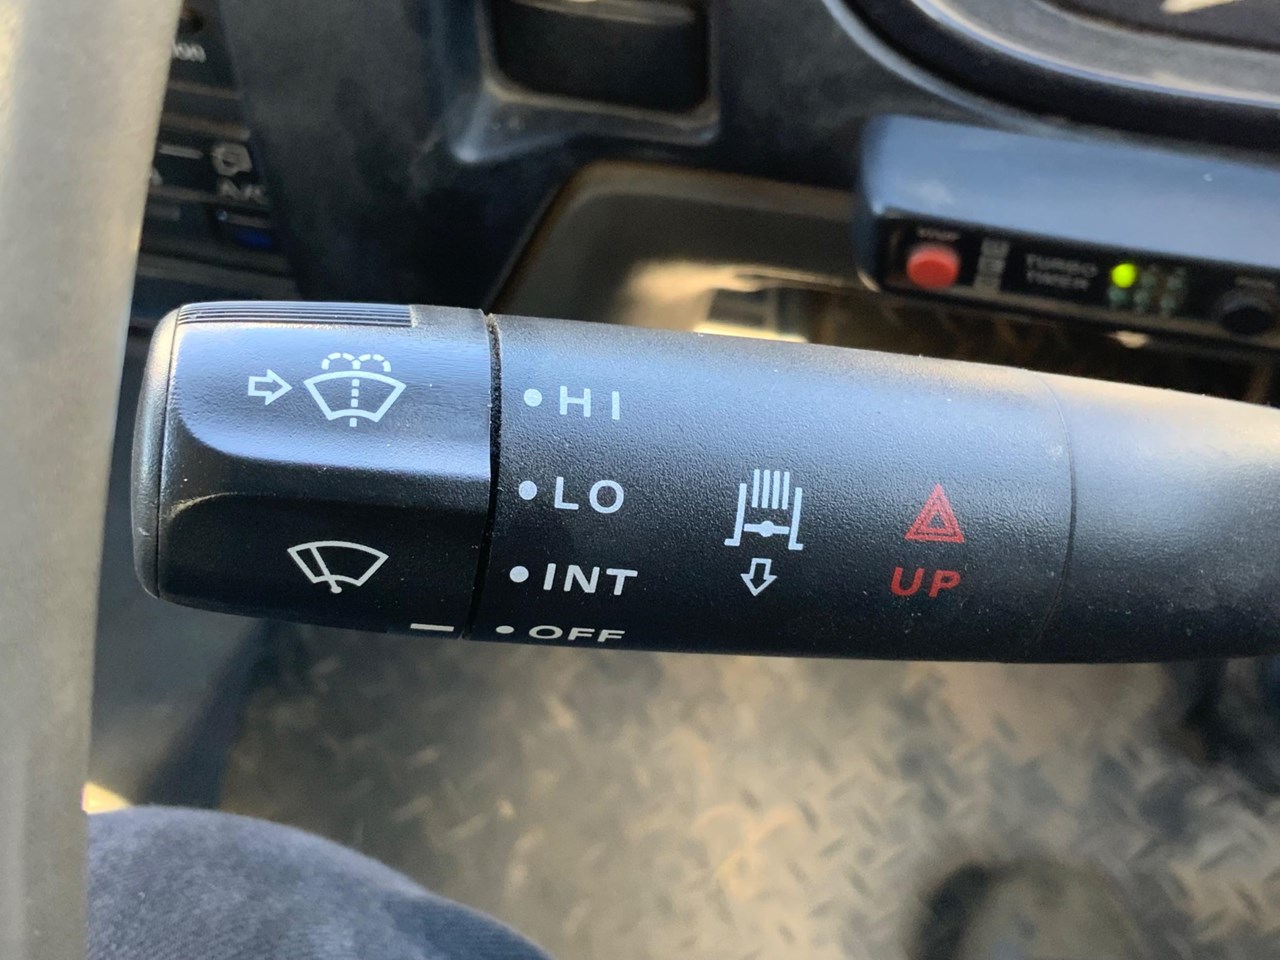 TURBO
TIMER
HI
LO
INT
UP
OFF